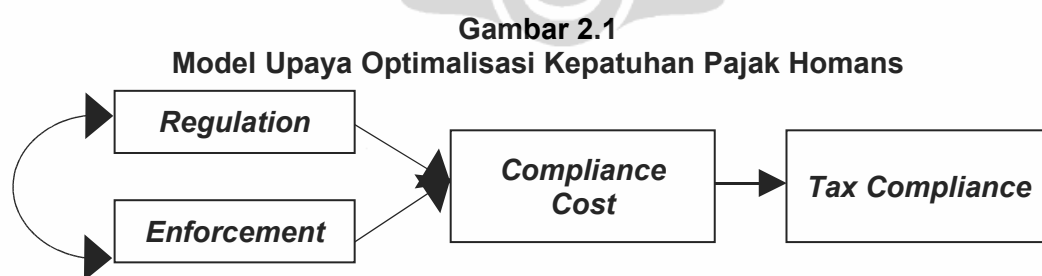 Gambar 2.1
Model Upaya Optimalisasi Kepatuhan Pajak Homans
Regulation
Enforcement
Compliance
Cost
Tax Compliance